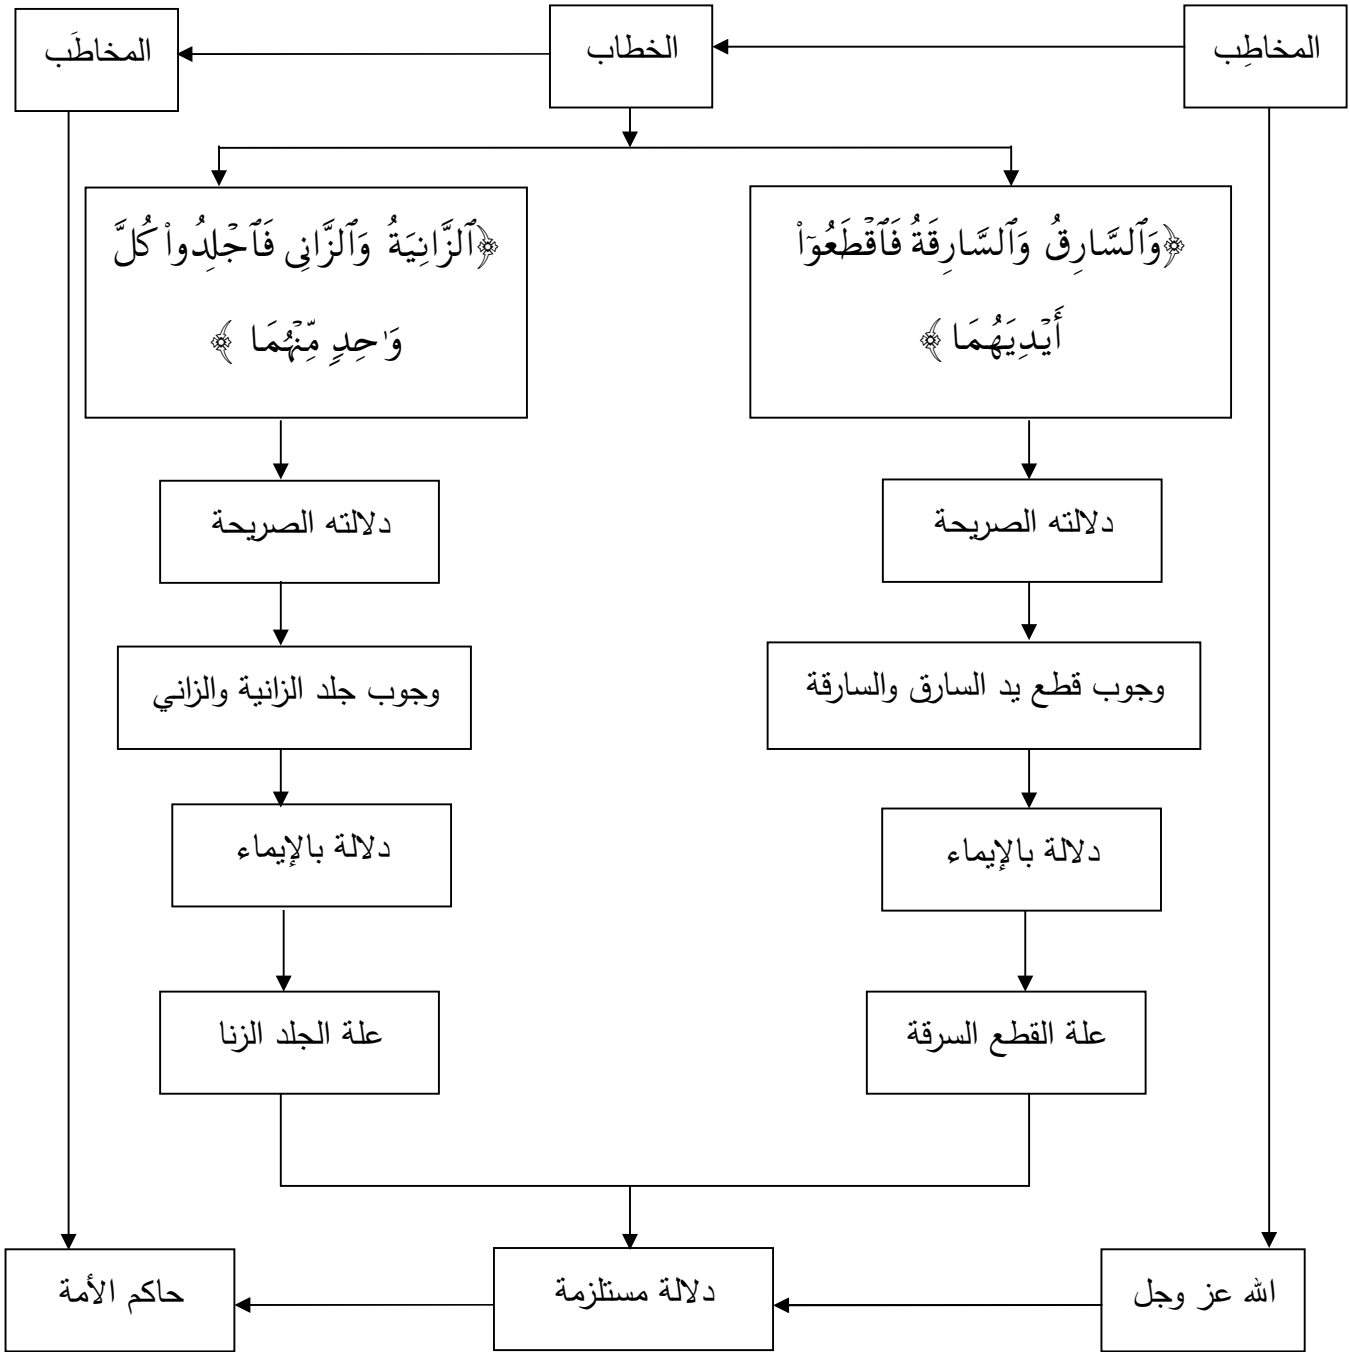 المخاطِب
الخطاب
المخاطَب
﴿وَٱلسَّارِقُ وَٱلسَّارِقَةُ فَٱقۡطَعُوٓاْ
أَيۡدِيَهُمَا ﴾
﴿ٱلزَّانِيَةُ وَٱلزَّانِى فَٱجۡلِدُواْ كُلَّ
وَٰحِدٍ مِّنۡهُمَا ﴾
دلالته الصريحة
دلالته الصريحة
وجوب قطع يد السارق والسارقة
وجوب جلد الزانية والزاني
دلالة بالإيماء
دلالة بالإيماء
علة القطع السرقة
علة الجلد الزنا
الله عز وجل
دلالة مستلزمة
حاكم الأمة